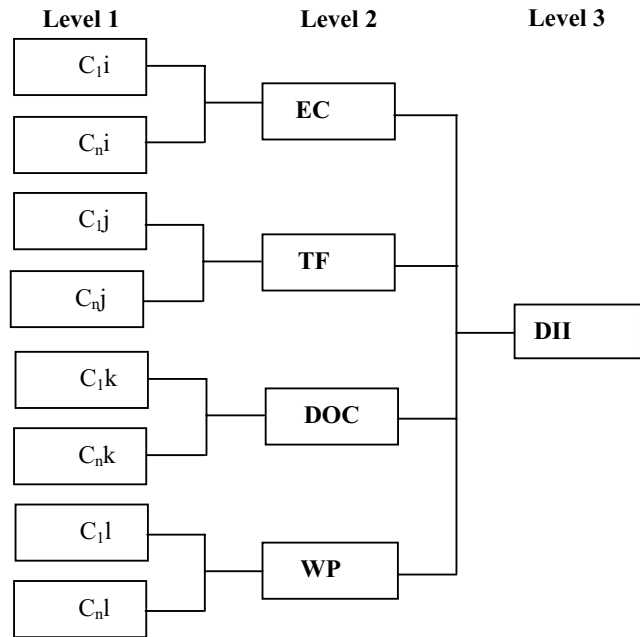 Level 1 Level 2 Level 3
C₁i
EC
Cₙi
C₁j
TF
Cₙj
DII
C₁k
DOC
Cₙk
C₁l
WP
Cₙl